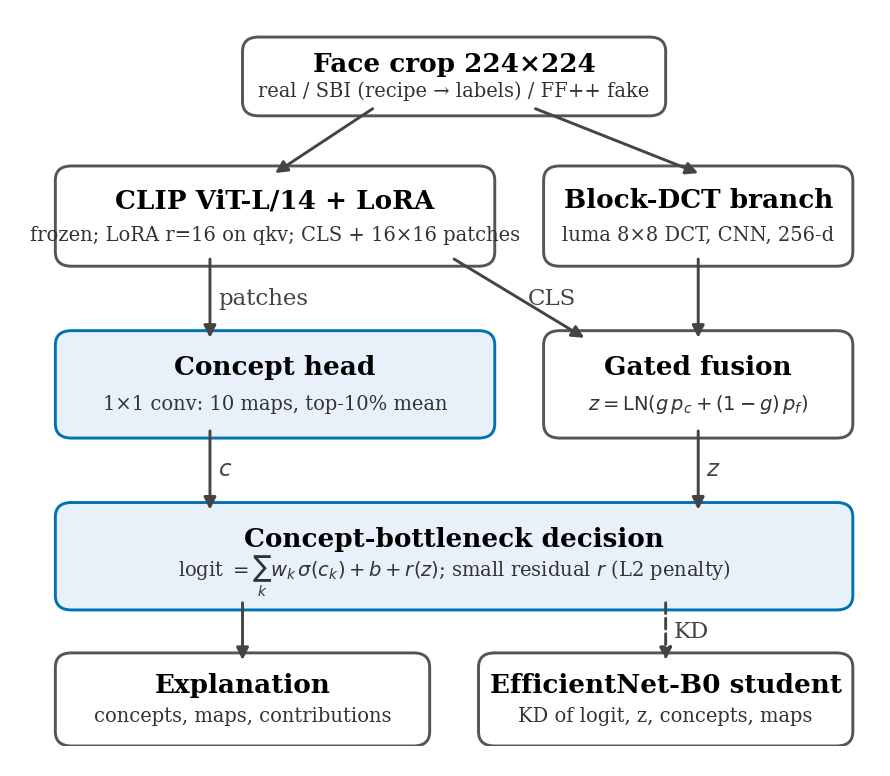 Face crop 224×224
real / SBI (recipe → labels) / FF++ fake
CLIP ViT-L/14 + LoRA
frozen; LoRA r=16 on qkv; CLS + 16×16 patches
Block-DCT branch
luma 8×8 DCT, CNN, 256-d
patches
CLS
Concept head
1×1 conv: 10 maps, top-10% mean
Gated fusion
z = LN(g p_c + (1 − g) p_f)
c
z
Concept-bottleneck decision
logit = ∑_k w_k σ(c_k) + b + r(z); small residual r (L2 penalty)
KD
Explanation
concepts, maps, contributions
EfficientNet-B0 student
KD of logit, z, concepts, maps